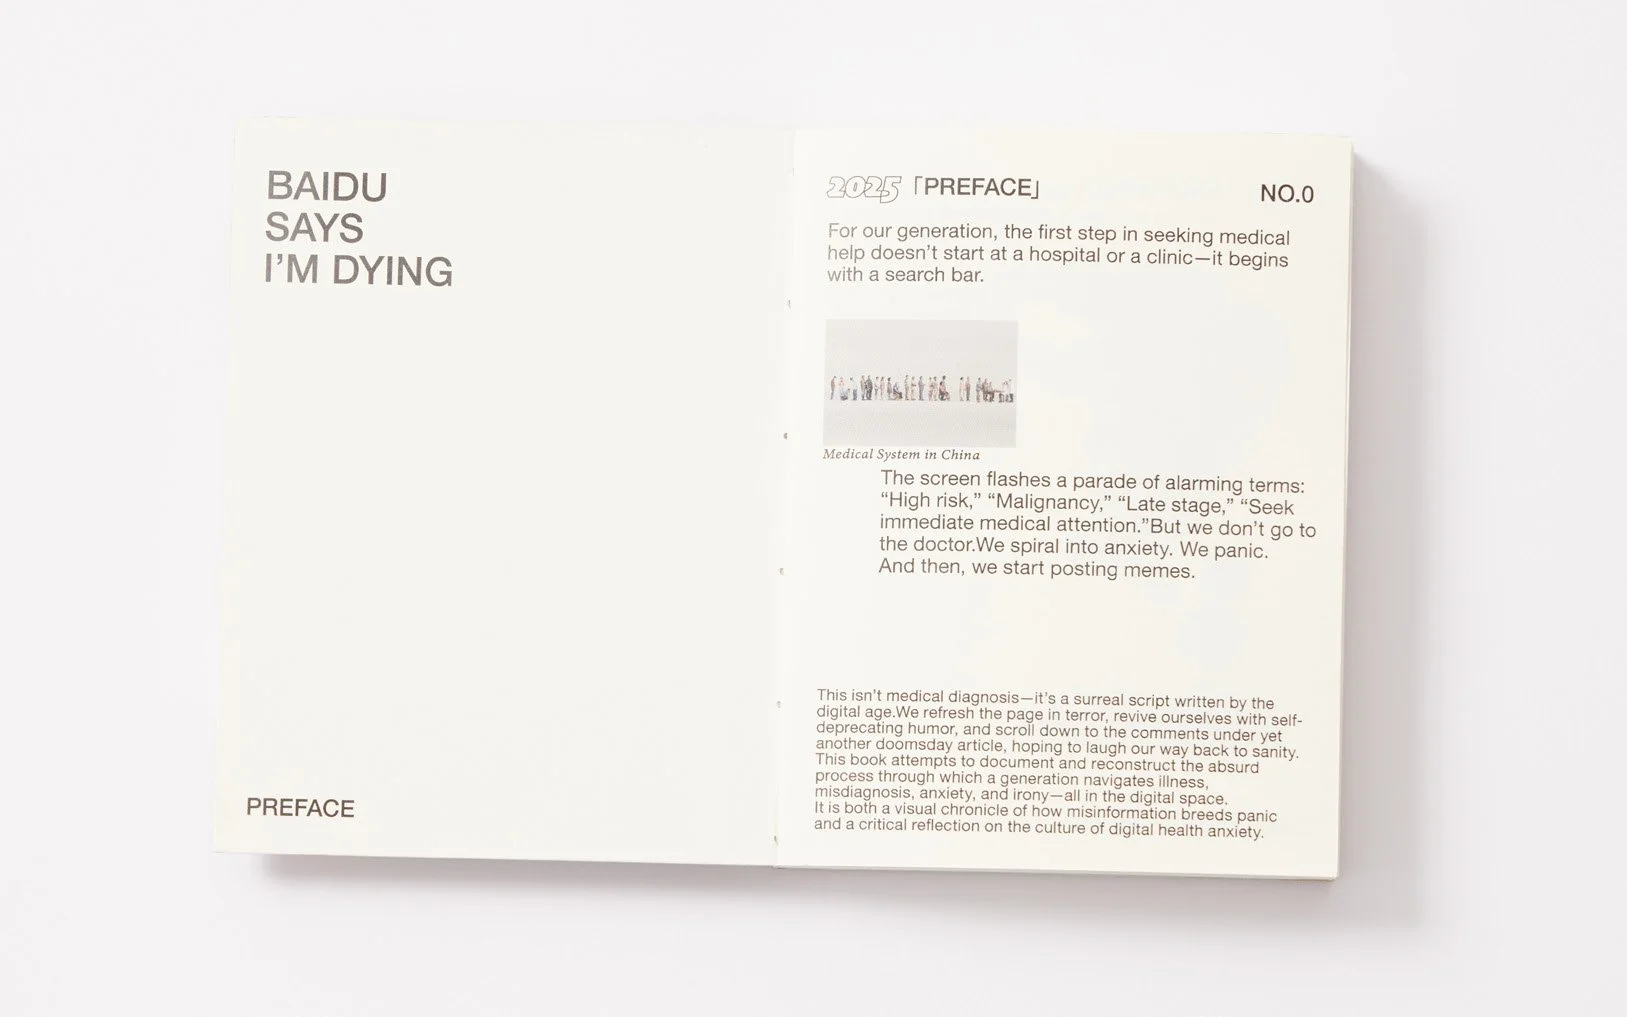 BAIDU
SAYS
I'M DYING
PREFACE
2025「PREFACE」
NO.0
For our generation, the first step in seeking medical
help doesn't start at a hospital or a clinic—it begins
with a search bar.
Medical System in China
The screen flashes a parade of alarming terms:
“High risk,” “Malignancy,” “Late stage,” “Seek
immediate medical attention.”But we don't go to
the doctor.We spiral into anxiety. We panic.
And then, we start posting memes.
This isn't medical diagnosis—it's a surreal script written by the
digital age.We refresh the page in terror, revive ourselves with self-
deprecating humor, and scroll down to the comments under yet
another doomsday article, hoping to laugh our way back to sanity.
This book attempts to document and reconstruct the absurd
process through which a generation navigates illness,
misdiagnosis, anxiety, and irony—all in the digital space.
It is both a visual chronicle of how misinformation breeds panic
and a critical reflection on the culture of digital health anxiety.